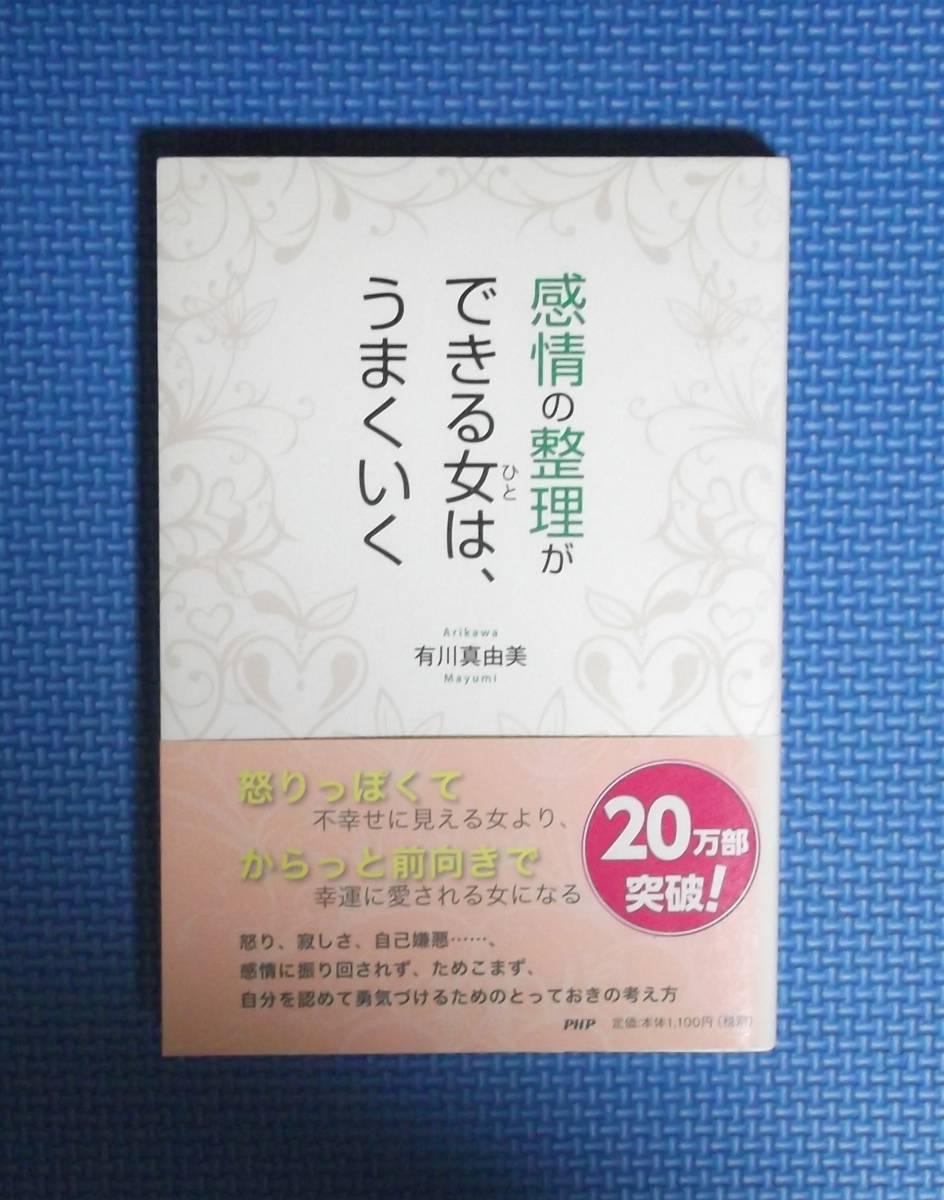 感情の整理が
できる女は、
ひと
うまくいく
Arikawa
有川真由美
Mayumi
怒りっぽくて
不幸せに見える女より、
からっと前向きで
幸運に愛される女になる
20万部
突破!
怒り、寂しさ、自己嫌悪……、
感情に振り回されず、ためこまず、
自分を認めて勇気づけるためのとっておきの考え方
PHP 定価:本体1,100円(税別)